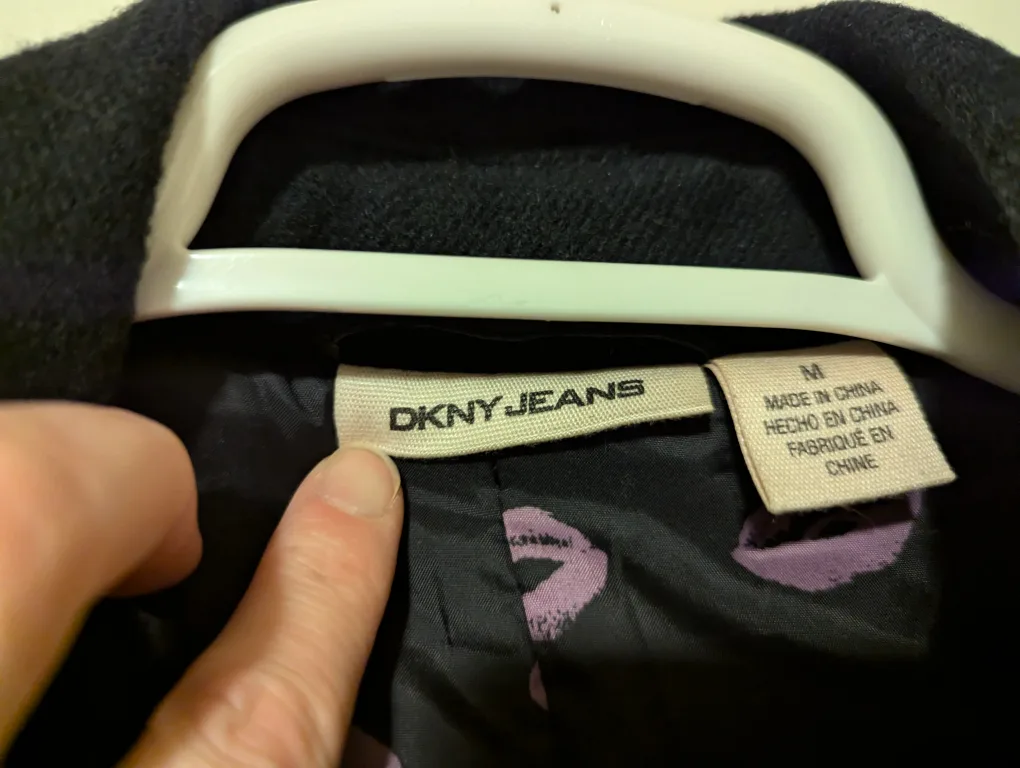 DKNY JEANS
M
MADE IN CHINA
HECHO EN CHINA
FABRIQUÉ EN
CHINE